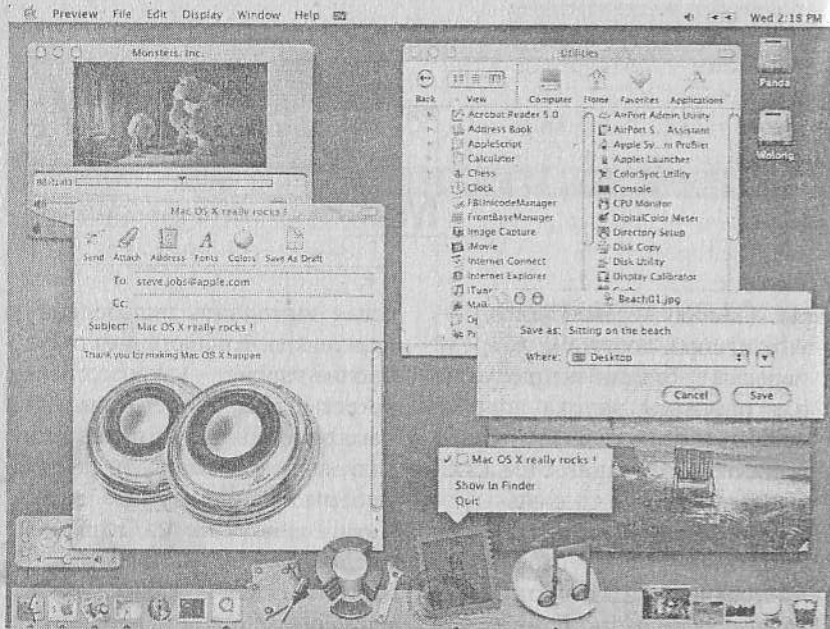 Preview File Edit Display Window Help
Wed 2:18 PM
Monsters, Inc.
Utilities
Back
View
Computer
Home
Favorites
Applications
Acrobat Reader 5.0
Address Book
AppleScript
Calculator
Chess
Clock
FBUnicodeManager
FrontBaseManager
Image Capture
iMovie
Internet Connect
Internet Explorer
iTunes
Mail
AirPort Admin Utility
AirPort S... Assistant
Apple Sy...m Profiler
Applet Launcher
ColorSync Utility
Console
CPU Monitor
DigitalColor Meter
Directory Setup
Disk Copy
Disk Utility
Display Calibrator
Panda
Wolong
Mac OS X really rocks !
Send
Attach
Address
Fonts
Colors
Save As Draft
To: steve.jobs@apple.com
Cc:
Subject: Mac OS X really rocks !
Thank you for making Mac OS X happen
Beach01.jpg
Save as: Sitting on the beach
Where: Desktop
Cancel
Save
✓ Mac OS X really rocks !
Show In Finder
Quit